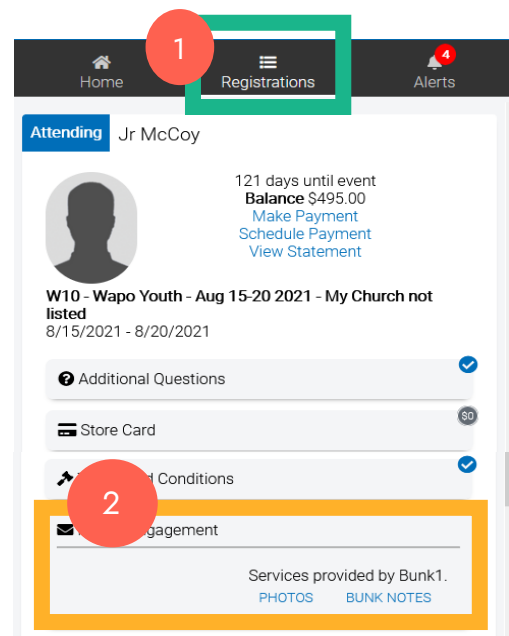 1
Home
Registrations
4
Alerts
Attending Jr McCoy
121 days until event
Balance $495.00
Make Payment
Schedule Payment
View Statement
W10 - Wapo Youth - Aug 15-20 2021 - My Church not
listed
8/15/2021 - 8/20/2021
Additional Questions
Store Card
$0
Conditions
2
Services provided by Bunk1.
PHOTOS BUNK NOTES